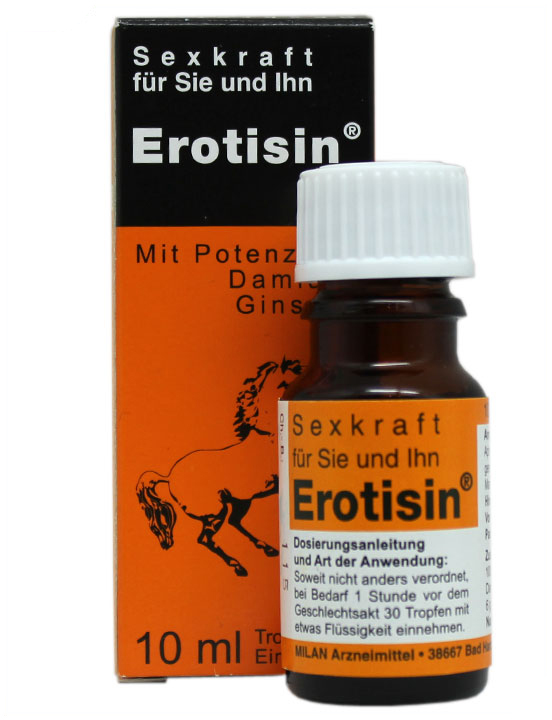 Sexkraft
für Sie und Ihn
Erotisin®
Mit Potenz
10 ml
Sexkraft
für Sie und Ihn
Erotisin®
Dosierungsanleitung
und Art der Anwendung:
Soweit nicht anders verordnet,
bei Bedarf 1 Stunde vor dem
Geschlechtsakt 30 Tropfen mit
etwas Flüssigkeit einnehmen.
MILAN Arzneimittel • 38667 Bad
Ch.-B.: